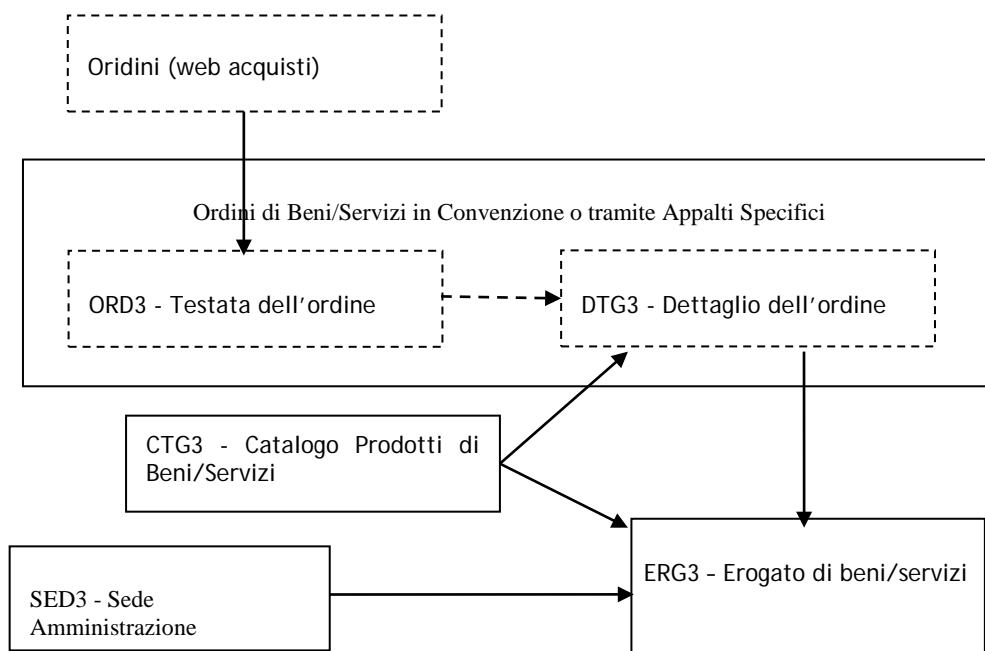 Oridini (web acquisti)
Ordini di Beni/Servizi in Convenzione o tramite Appalti Specifici
ORD3 - Testata dell'ordine
DTG3 - Dettaglio dell'ordine
CTG3 - Catalogo Prodotti di
Beni/Servizi
ERG3 – Erogato di beni/servizi
SED3 - Sede
Amministrazione